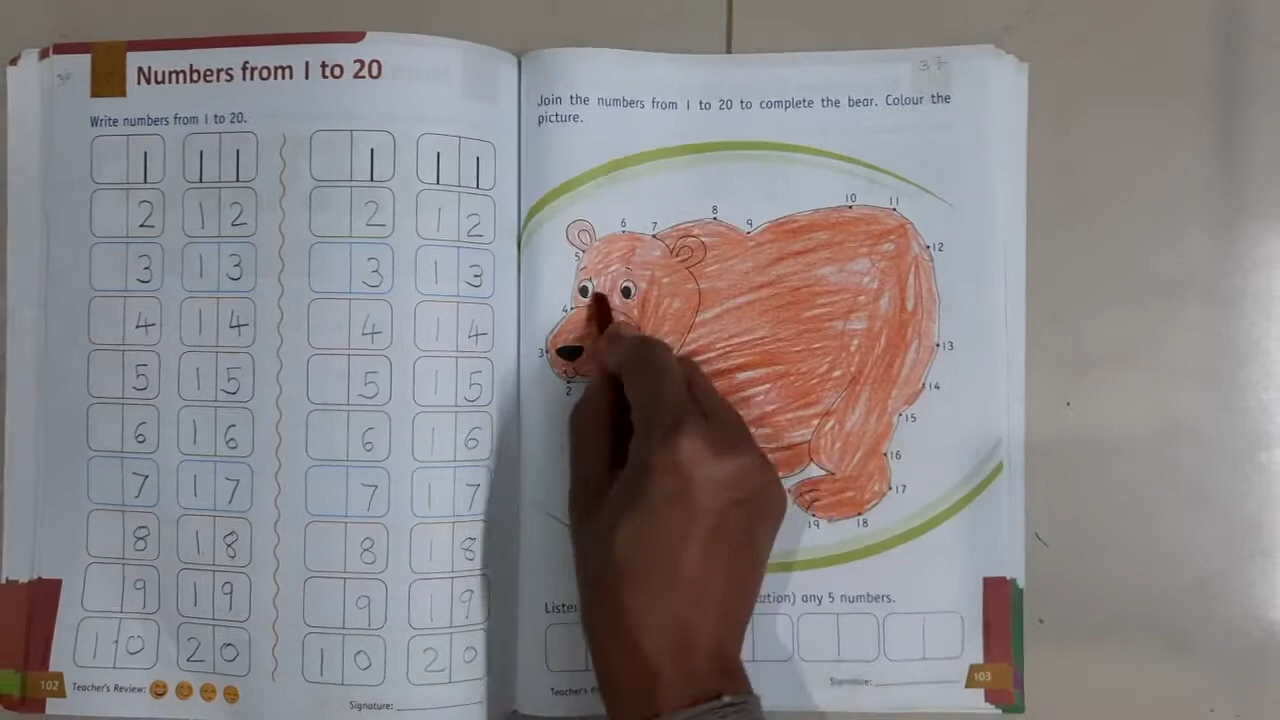 36
Numbers from 1 to 20
Write numbers from 1 to 20.
1 11 1 11
2 12 2 12
3 13 3 13
4 14 4 14
5 15 5 15
6 16 6 16
7 17 7 17
8 18 8 18
9 19 9 19
10 20 10 20
102 Teacher's Review:
Signature:
37
Join the numbers from 1 to 20 to complete the bear. Colour the
picture.
10 11
8
6 7 9
12
5
4
3 13
2 14
15
16
17
19 18
any 5 numbers.
Signature:
103